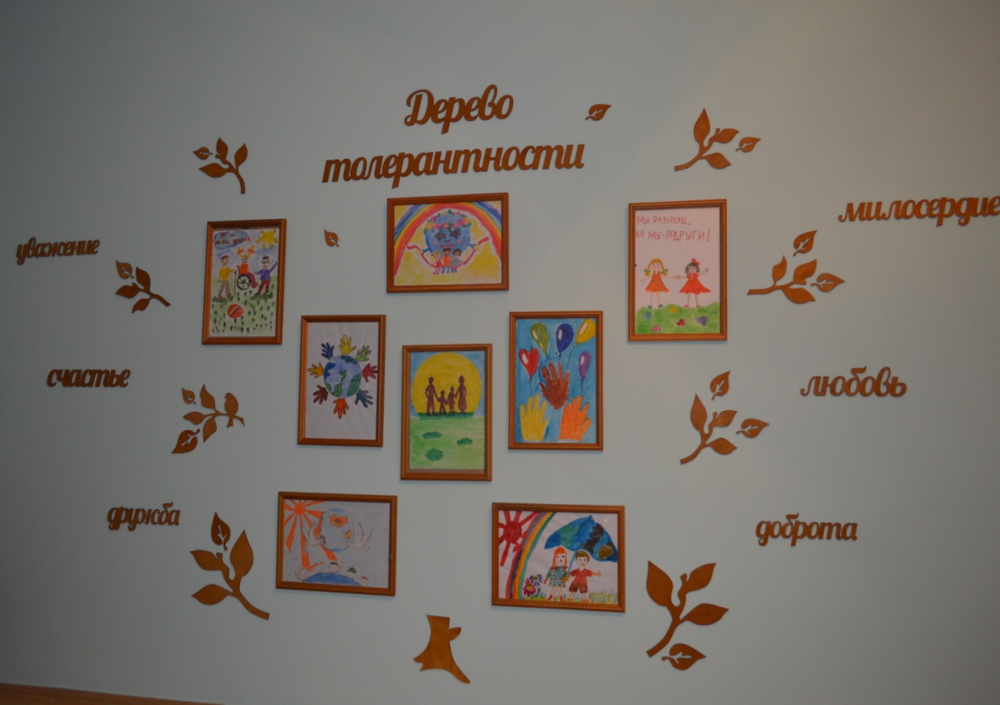 Дерево
толерантности
милосердие
уважение
МЫ РАЗНЫЕ,
НО МЫ-ПОДРУГИ!
счастье
любовь
дружба
доброта